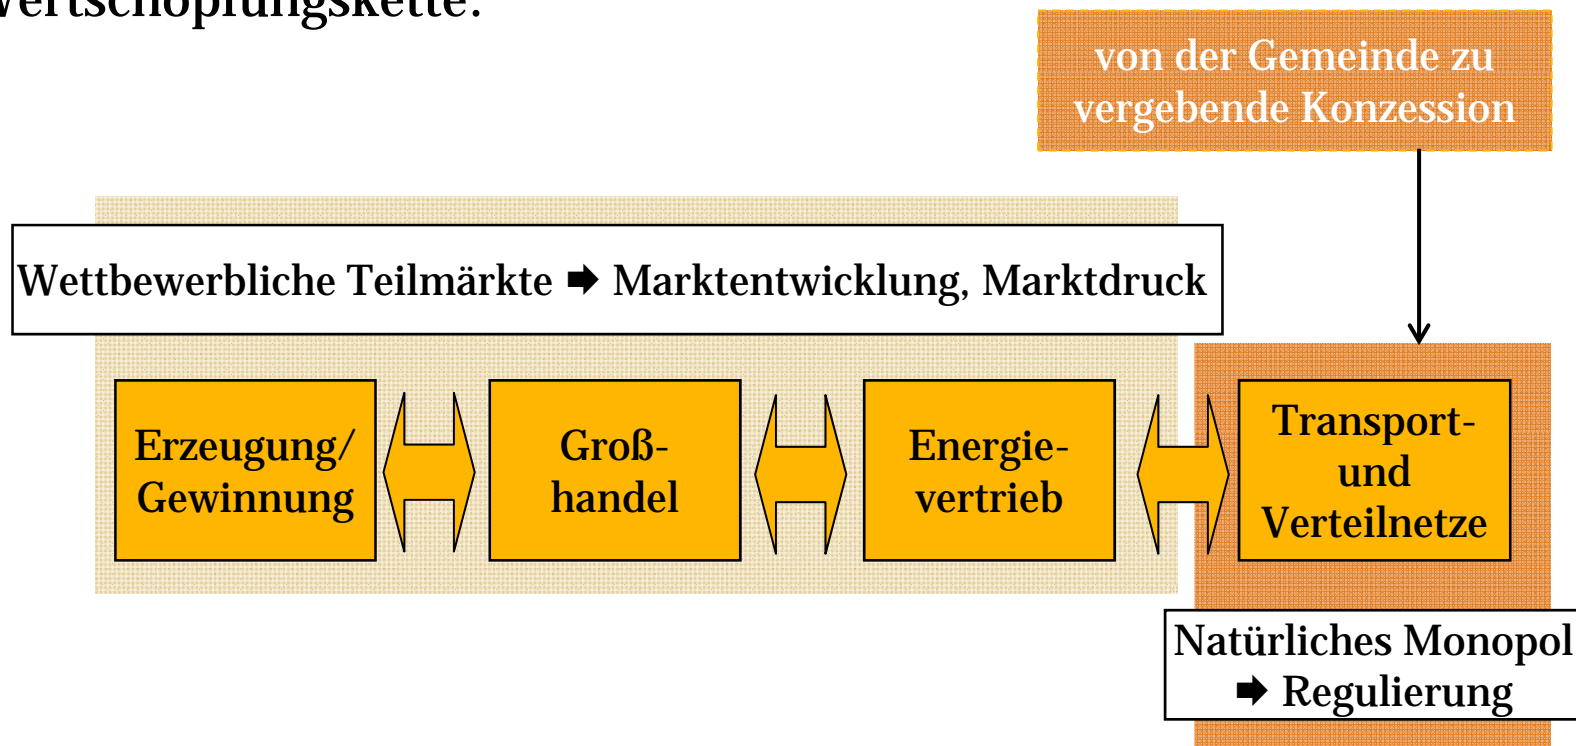 Wertschöpfungskette:
von der Gemeinde zu
vergebende Konzession
Wettbewerbliche Teilmärkte ➨ Marktentwicklung, Marktdruck
Erzeugung/
Gewinnung
Groß-
handel
Energie-
vertrieb
Transport-
und
Verteilnetze
Natürliches Monopol
➨ Regulierung